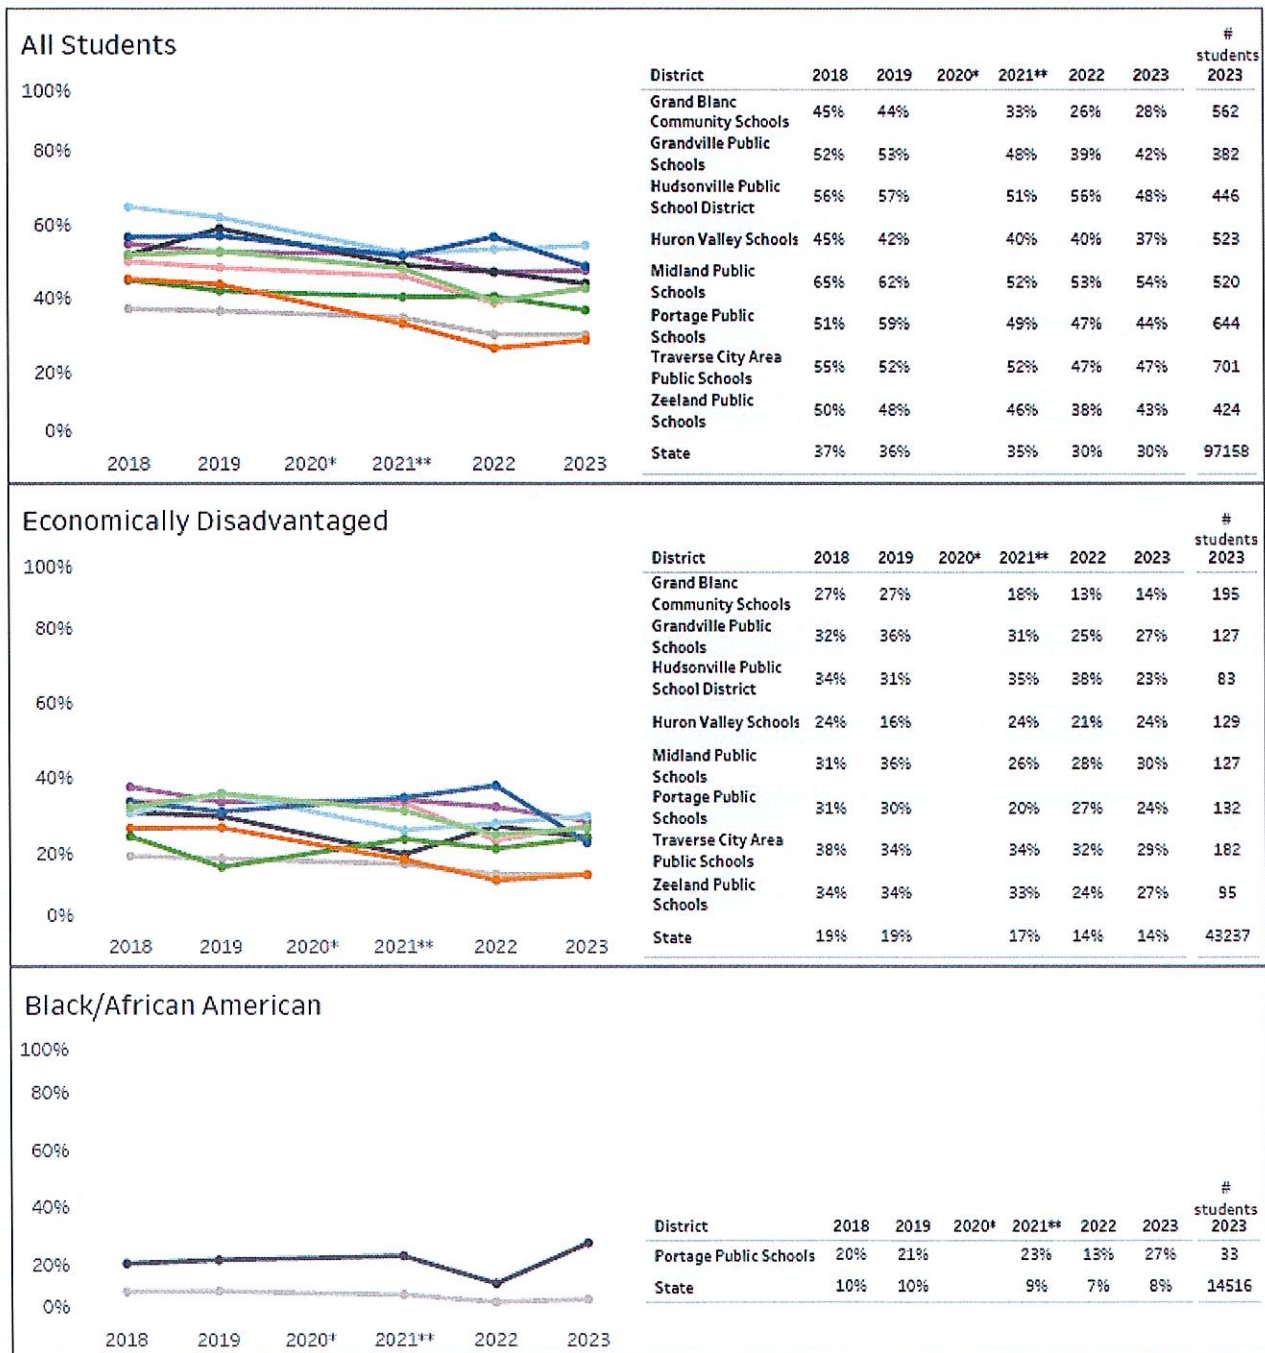 All Students
100%
80%
60%
40%
20%
0%
2018 2019 2020* 2021** 2022 2023
#
students
District 2018 2019 2020* 2021** 2022 2023 2023
Grand Blanc
Community Schools 45% 44% 33% 26% 28% 562
Grandville Public
Schools 52% 53% 48% 39% 42% 382
Hudsonville Public
School District 56% 57% 51% 56% 48% 446
Huron Valley Schools 45% 42% 40% 40% 37% 523
Midland Public
Schools 65% 62% 52% 53% 54% 520
Portage Public
Schools 51% 59% 49% 47% 44% 644
Traverse City Area
Public Schools 55% 52% 52% 47% 47% 701
Zeeland Public
Schools 50% 48% 46% 38% 43% 424
State 37% 36% 35% 30% 30% 97158
Economically Disadvantaged
100%
80%
60%
40%
20%
0%
2018 2019 2020* 2021** 2022 2023
#
students
District 2018 2019 2020* 2021** 2022 2023 2023
Grand Blanc
Community Schools 27% 27% 18% 13% 14% 195
Grandville Public
Schools 32% 36% 31% 25% 27% 127
Hudsonville Public
School District 34% 31% 35% 38% 23% 83
Huron Valley Schools 24% 16% 24% 21% 24% 129
Midland Public
Schools 31% 36% 26% 28% 30% 127
Portage Public
Schools 31% 30% 20% 27% 24% 132
Traverse City Area
Public Schools 38% 34% 34% 32% 29% 182
Zeeland Public
Schools 34% 34% 33% 24% 27% 95
State 19% 19% 17% 14% 14% 43237
Black/African American
100%
80%
60%
40%
20%
0%
2018 2019 2020* 2021** 2022 2023
#
students
District 2018 2019 2020* 2021** 2022 2023 2023
Portage Public Schools 20% 21% 23% 13% 27% 33
State 10% 10% 9% 7% 8% 14516